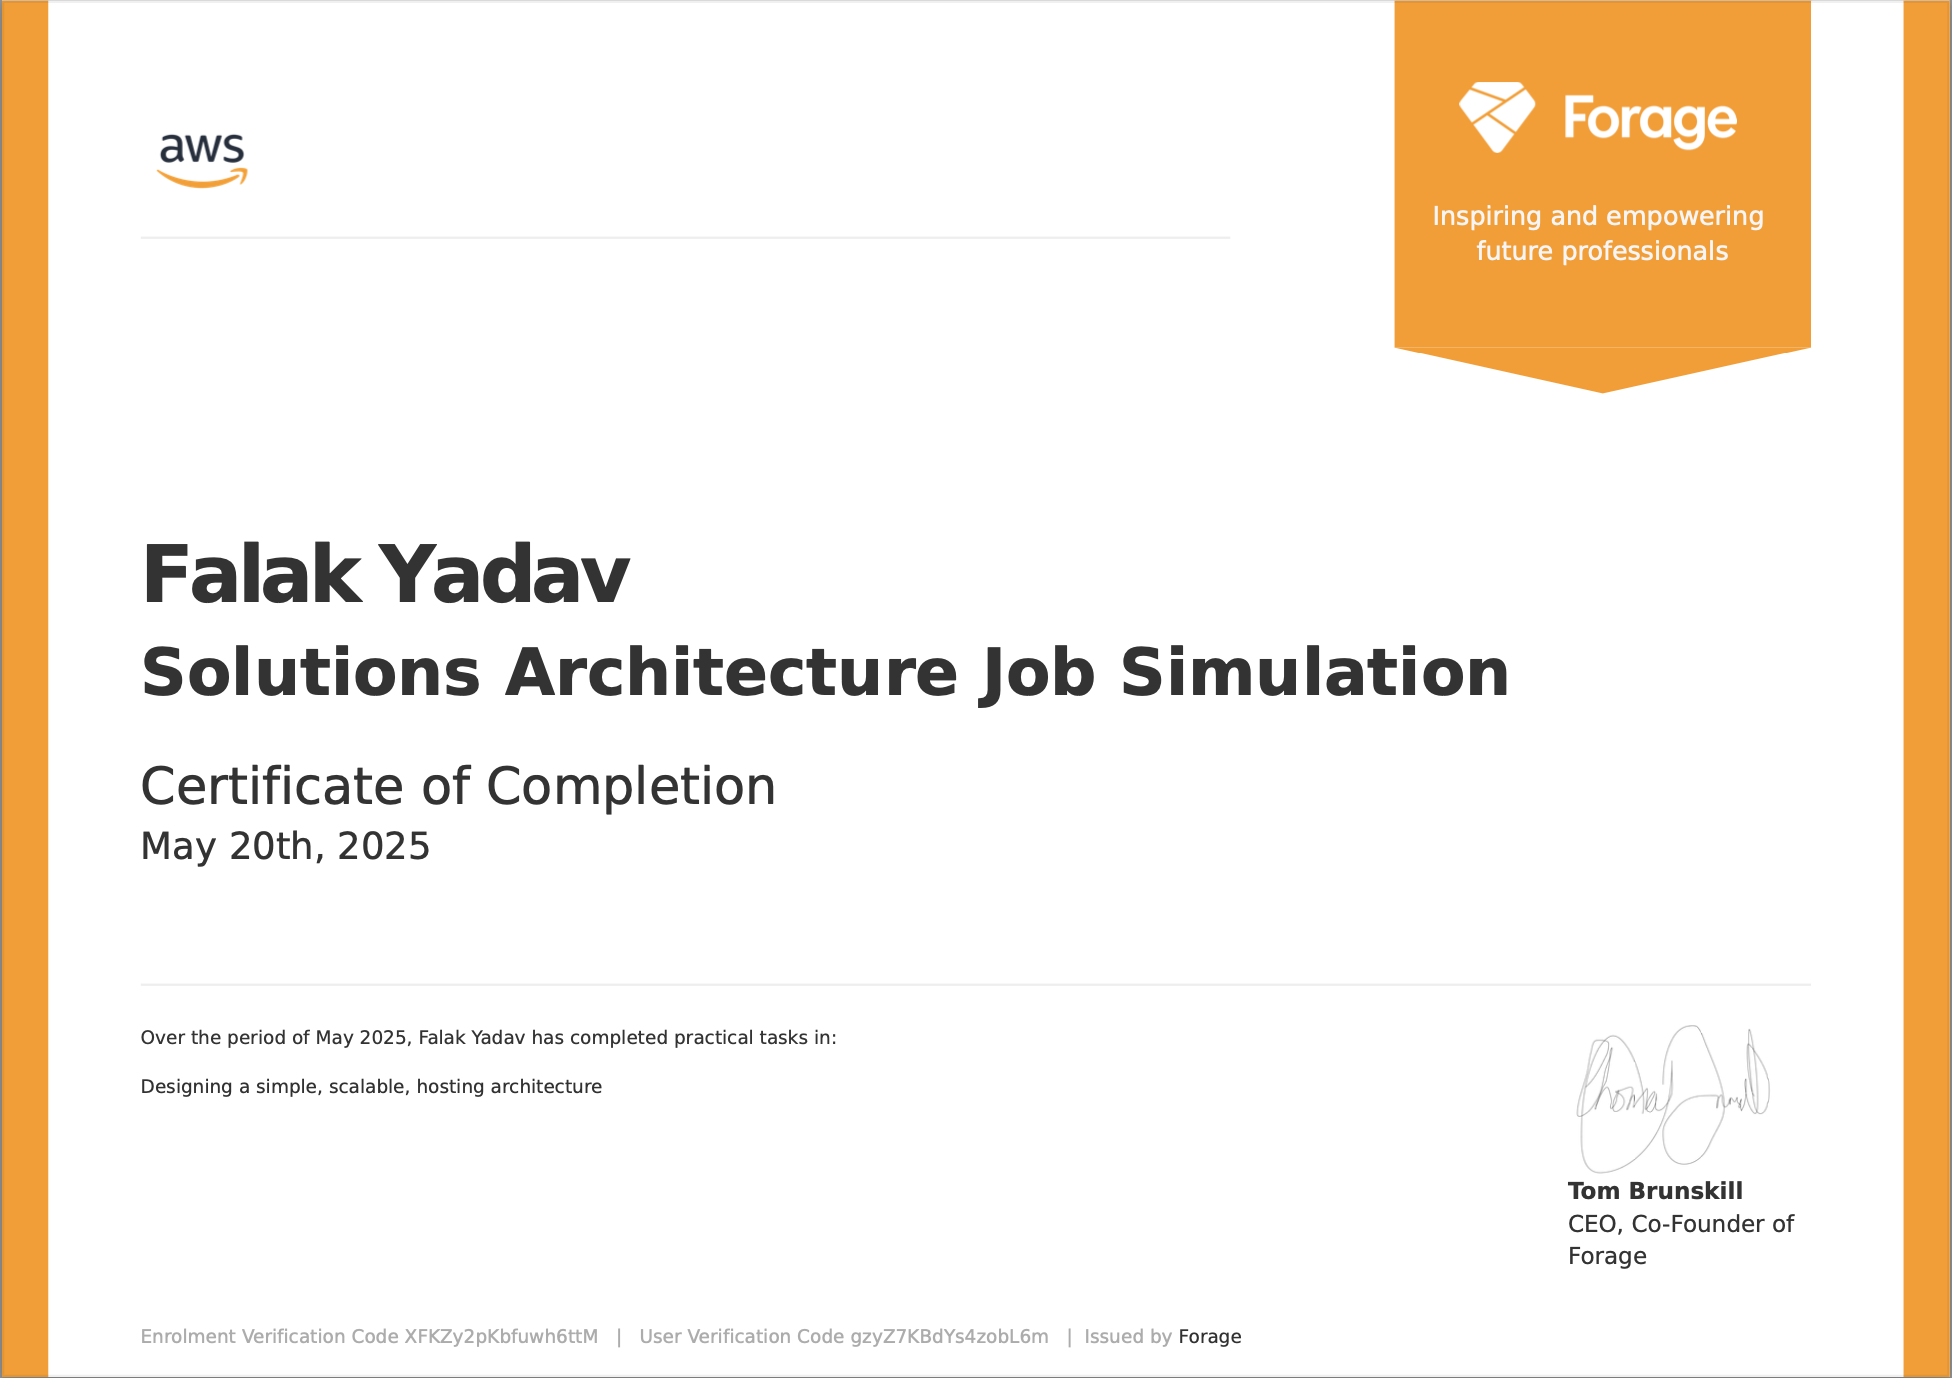 aws
Forage
Inspiring and empowering
future professionals
Falak Yadav
Solutions Architecture Job Simulation
Certificate of Completion
May 20th, 2025
Over the period of May 2025, Falak Yadav has completed practical tasks in:
Designing a simple, scalable, hosting architecture
Tom Brunskill
CEO, Co-Founder of
Forage
Enrolment Verification Code XFKZy2pKbfuwh6ttM | User Verification Code gzyZ7KBdYs4zobL6m | Issued by Forage